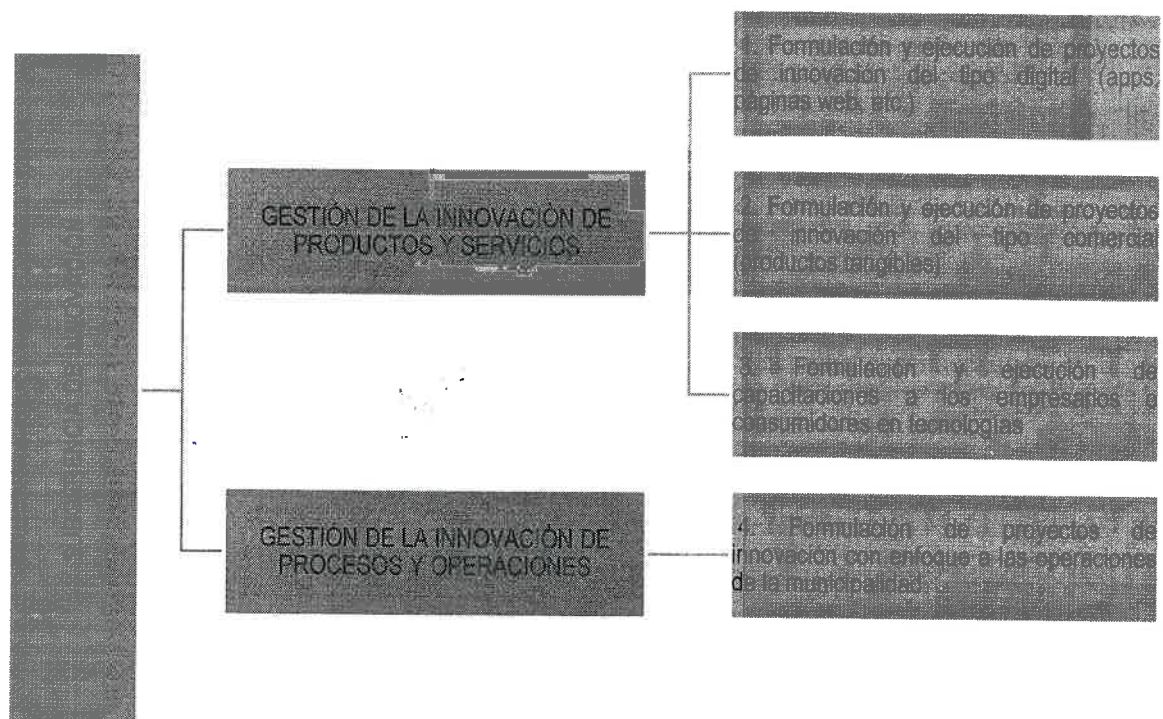 GESTIÓN DE LA INNOVACIÓN DE
PRODUCTOS Y SERVICIOS
1. Formulación y ejecución de proyectos
de innovación del tipo digital (apps,
páginas web, etc.)
2. Formulación y ejecución de proyectos
de innovación del tipo comercial
(productos tangibles)
3. Formulación y ejecución de
capacitaciones a los empresarios o
consumidores en tecnologías
GESTIÓN DE LA INNOVACIÓN DE
PROCESOS Y OPERACIONES
4. Formulación de proyectos de
innovación con enfoque a las operaciones
de la municipalidad.